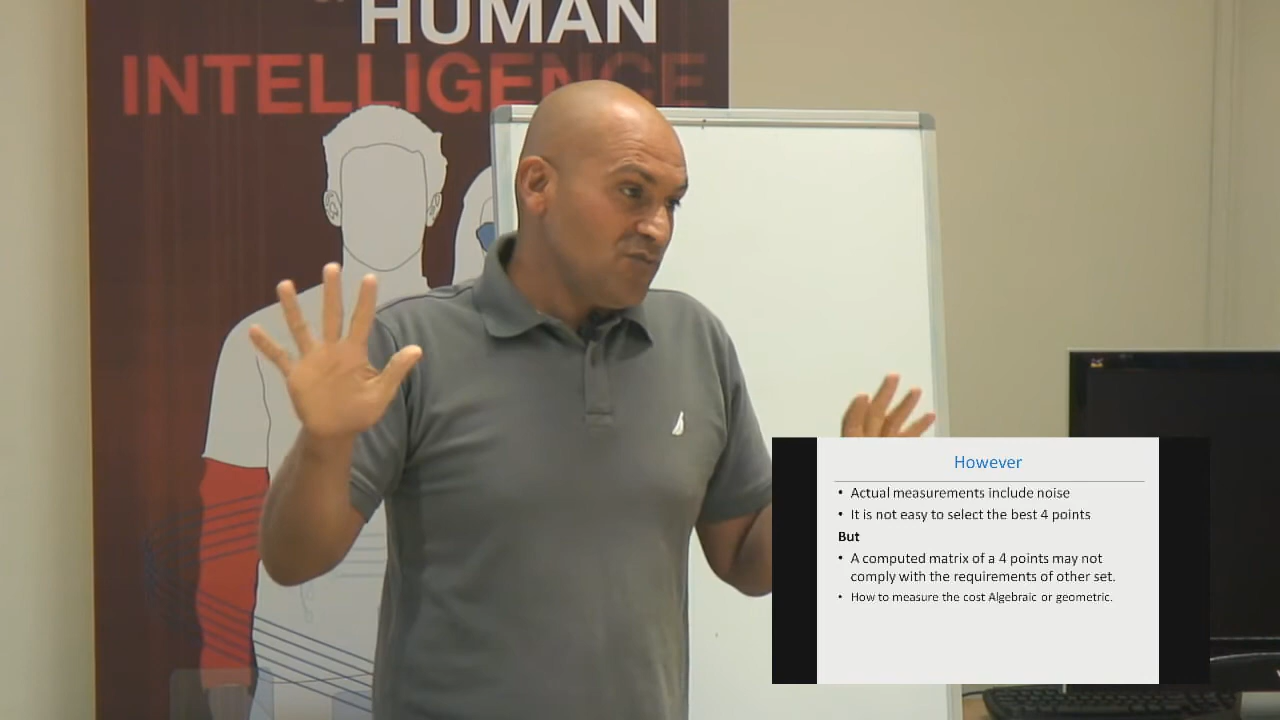 HUMAN
INTELLIGENCE
However
• Actual measurements include noise
• It is not easy to select the best 4 points
But
• A computed matrix of a 4 points may not
comply with the requirements of other set.
• How to measure the cost Algebraic or geometric.